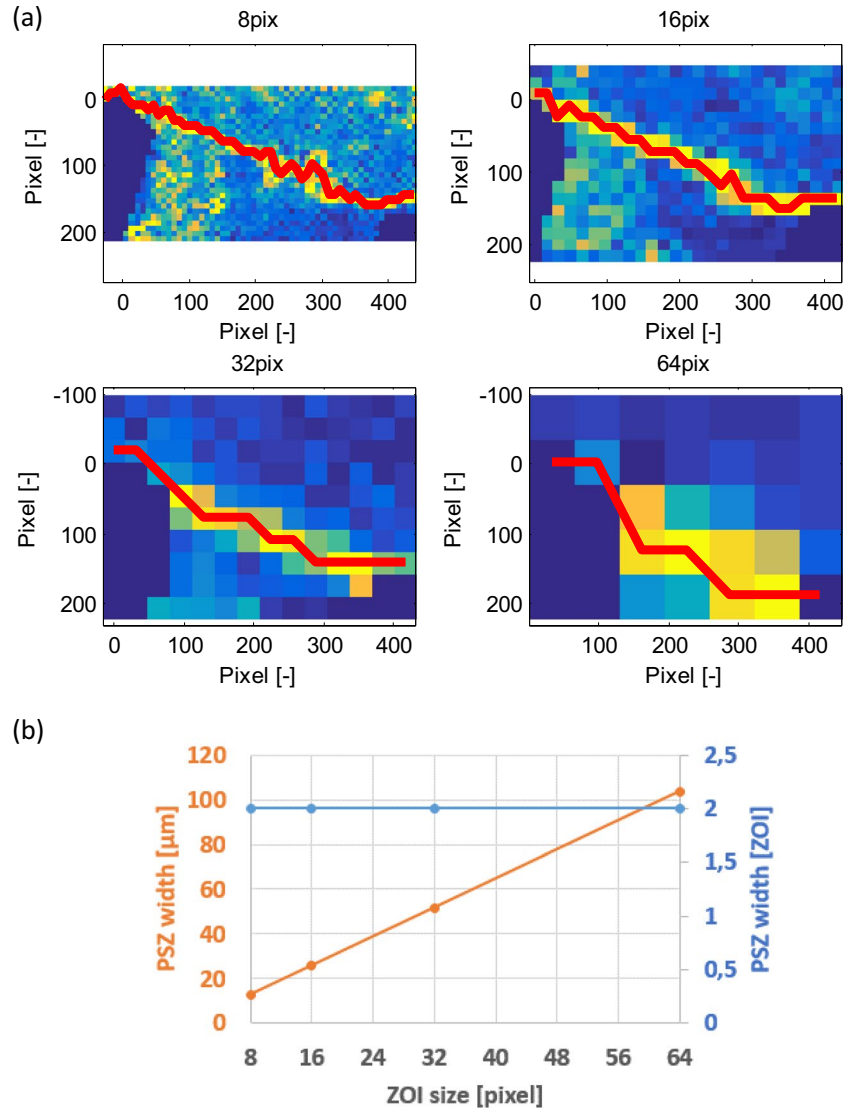 (a)
8pix
16pix
Pixel [-]
0
100
200
0 100 200 300 400
Pixel [-]
Pixel [-]
0
100
200
0 100 200 300 400
Pixel [-]
32pix
64pix
Pixel [-]
-100
0
100
200
0 100 200 300 400
Pixel [-]
Pixel [-]
-100
0
100
200
100 200 300 400
Pixel [-]
(b)
PSZ width [µm]
120
100
80
60
40
20
0
2,5
2
1,5
1
0,5
0
PSZ width [ZOI]
8 16 24 32 40 48 56 64
ZOI size [pixel]